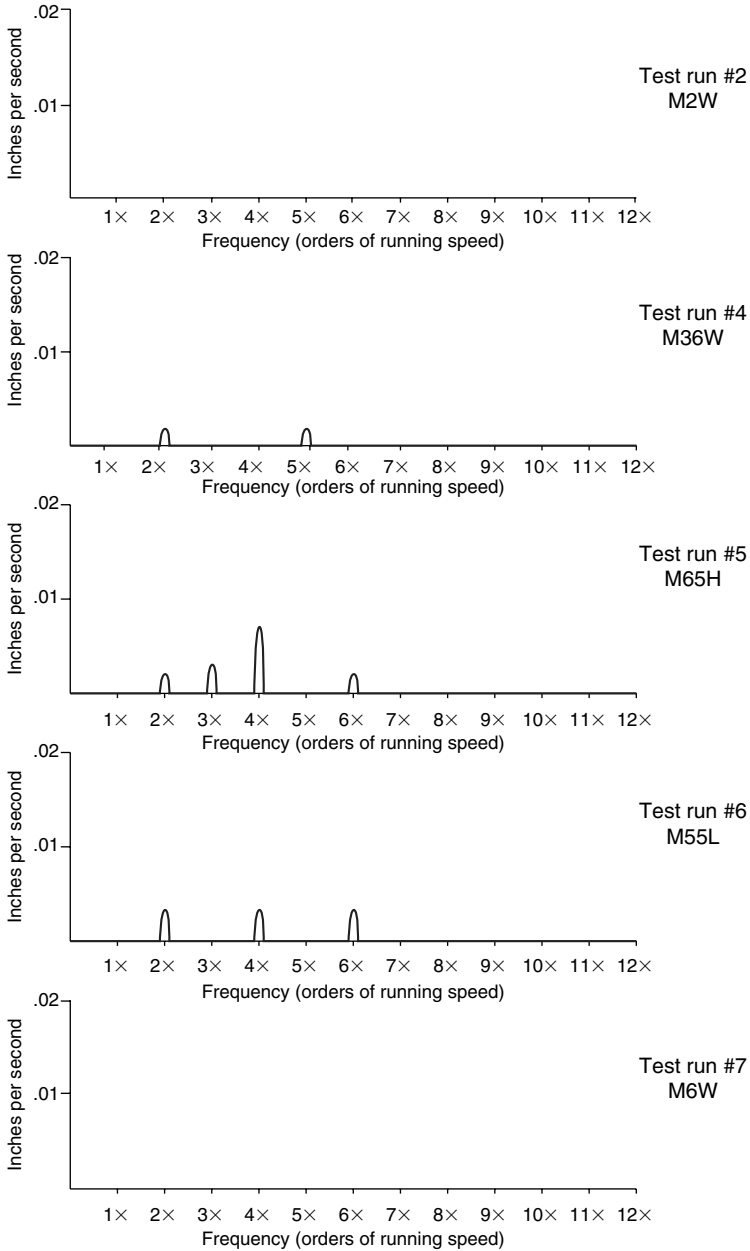 .02
.01
Inches per second
Test run #2
M2W
1× 2× 3× 4× 5× 6× 7× 8× 9× 10× 11× 12×
Frequency (orders of running speed)
.02
.01
Inches per second
Test run #4
M36W
1× 2× 3× 4× 5× 6× 7× 8× 9× 10× 11× 12×
Frequency (orders of running speed)
.02
.01
Inches per second
Test run #5
M65H
1× 2× 3× 4× 5× 6× 7× 8× 9× 10× 11× 12×
Frequency (orders of running speed)
.02
.01
Inches per second
Test run #6
M55L
1× 2× 3× 4× 5× 6× 7× 8× 9× 10× 11× 12×
Frequency (orders of running speed)
.02
.01
Inches per second
Test run #7
M6W
1× 2× 3× 4× 5× 6× 7× 8× 9× 10× 11× 12×
Frequency (orders of running speed)